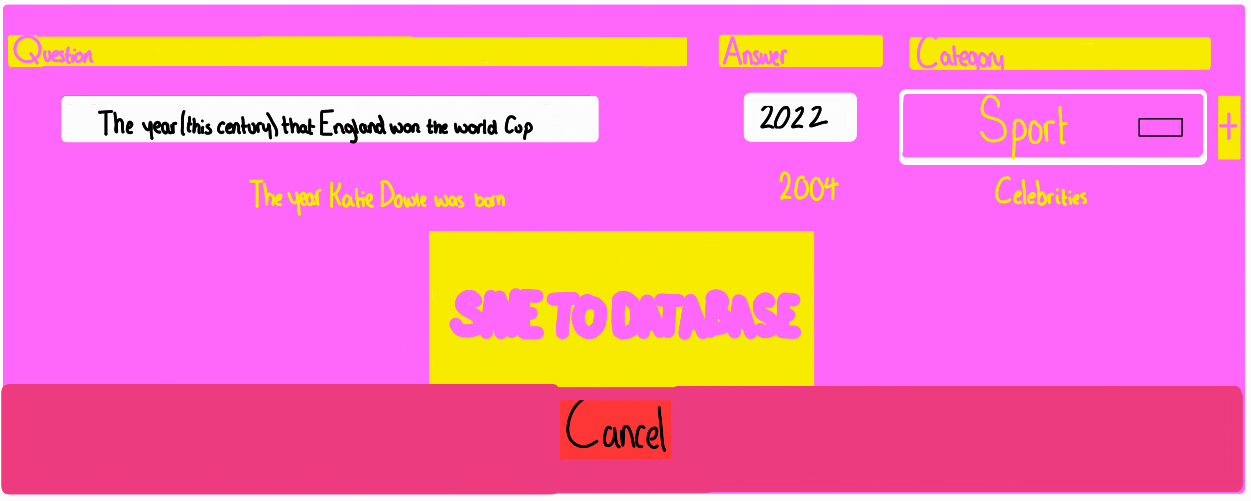 Question Answer Category
The year (this century) that England won the world Cup 2022 Sport +
The year Katie Dowie was born 2004 Celebrities
SAVE TO DATABASE
Cancel